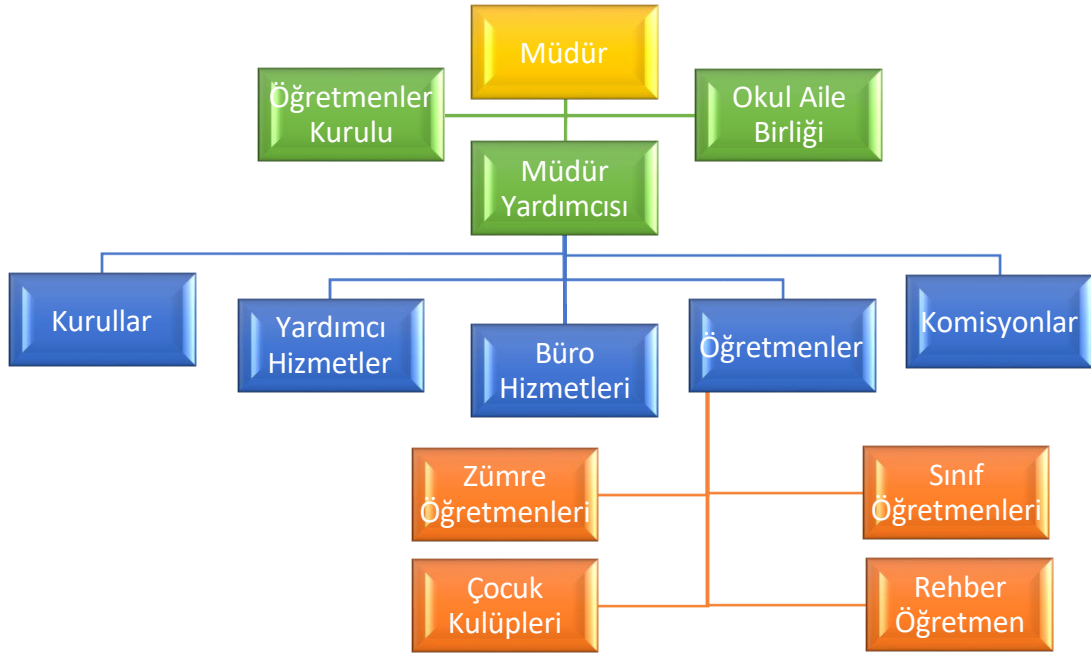 Müdür
Öğretmenler
Kurulu
Okul Aile
Birliği
Müdür
Yardımcısı
Kurullar
Yardımcı
Hizmetler
Büro
Hizmetleri
Öğretmenler
Komisyonlar
Zümre
Öğretmenleri
Sınıf
Öğretmenleri
Çocuk
Kulüpleri
Rehber
Öğretmen